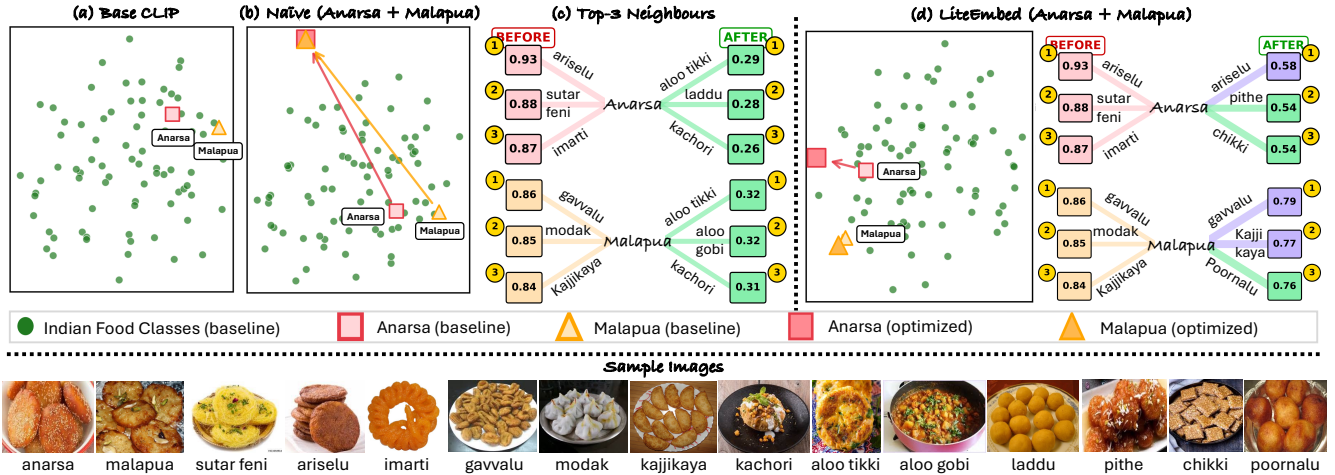 (a) Base CLIP
(b) Naïve (Anarsa + Malapua)
(c) Top-3 Neighbours
(d) LiteEmbed (Anarsa + Malapua)
Anarsa
Malapua
Anarsa
Malapua
BEFORE
AFTER
1 0.93 ariselu
2 0.88 sutar feni
3 0.87 imarti
Anarsa
aloo tikki 0.29 1
laddu 0.28 2
kachori 0.26 3
1 0.86 gavvalu
2 0.85 modak
3 0.84 Kajjikaya
Malapua
aloo tikki 0.32 1
aloo gobi 0.32 2
kachori 0.31 3
Anarsa
Malapua
BEFORE
AFTER
1 0.93 ariselu
2 0.88 sutar feni
3 0.87 imarti
Anarsa
ariselu 0.58 1
pithe 0.54 2
chikki 0.54 3
1 0.86 gavvalu
2 0.85 modak
3 0.84 Kajjikaya
Malapua
gavvalu 0.79 1
Kajji kaya 0.77 2
Poornalu 0.76 3
Indian Food Classes (baseline)
Anarsa (baseline)
Malapua (baseline)
Anarsa (optimized)
Malapua (optimized)
Sample Images
anarsa
malapua
sutar feni
ariselu
imarti
gavvalu
modak
kajjikaya
kachori
aloo tikki
aloo gobi
laddu
pithe
chikki
poornalu